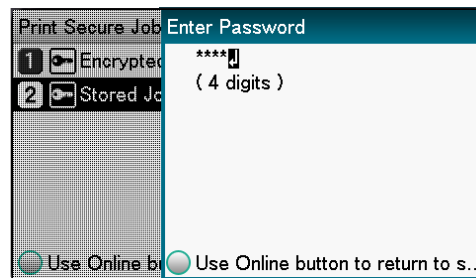 Print Secure Job
1 Encrypted
2 Stored Jo
Use Online bu
Enter Password
****↵
( 4 digits )
Use Online button to return to s.